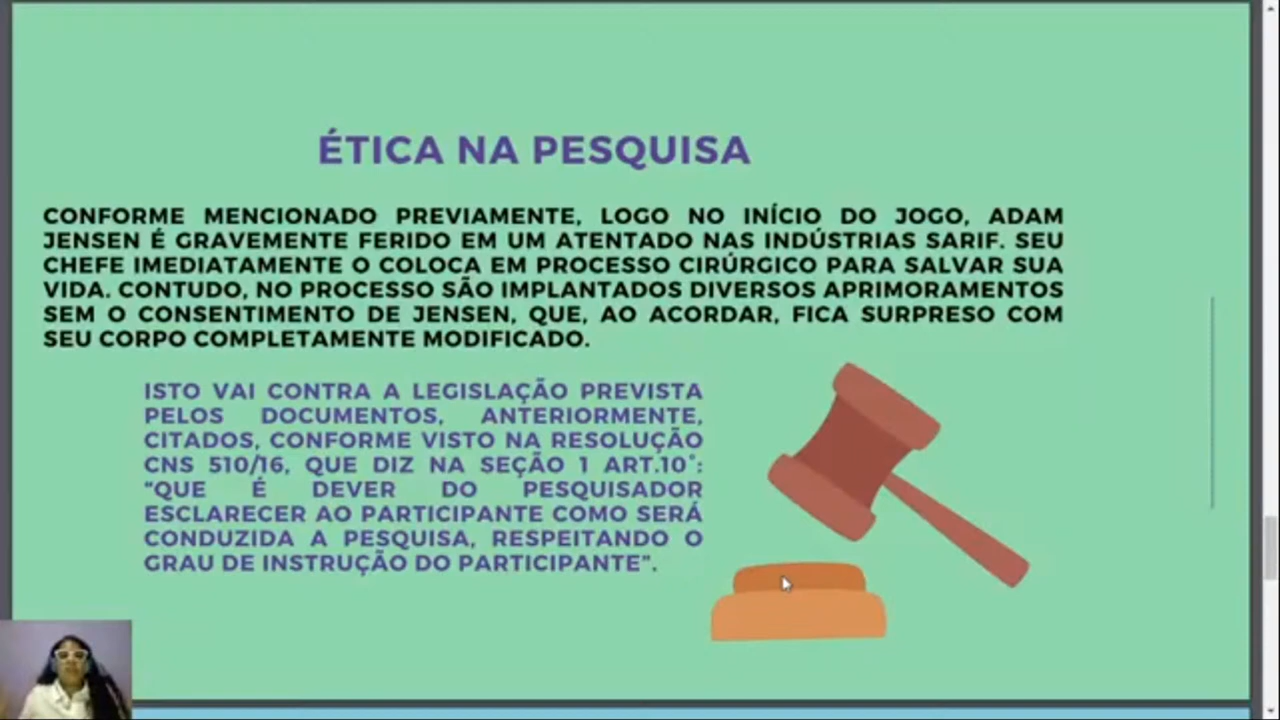 ÉTICA NA PESQUISA
CONFORME MENCIONADO PREVIAMENTE, LOGO NO INÍCIO DO JOGO, ADAM
JENSEN É GRAVEMENTE FERIDO EM UM ATENTADO NAS INDÚSTRIAS SARIF. SEU
CHEFE IMEDIATAMENTE O COLOCA EM PROCESSO CIRÚRGICO PARA SALVAR SUA
VIDA. CONTUDO, NO PROCESSO SÃO IMPLANTADOS DIVERSOS APRIMORAMENTOS
SEM O CONSENTIMENTO DE JENSEN, QUE, AO ACORDAR, FICA SURPRESO COM
SEU CORPO COMPLETAMENTE MODIFICADO.
ISTO VAI CONTRA A LEGISLAÇÃO PREVISTA
PELOS DOCUMENTOS, ANTERIORMENTE,
CITADOS, CONFORME VISTO NA RESOLUÇÃO
CNS 510/16, QUE DIZ NA SEÇÃO 1 ART.10°:
“QUE É DEVER DO PESQUISADOR
ESCLARECER AO PARTICIPANTE COMO SERÁ
CONDUZIDA A PESQUISA, RESPEITANDO O
GRAU DE INSTRUÇÃO DO PARTICIPANTE”.